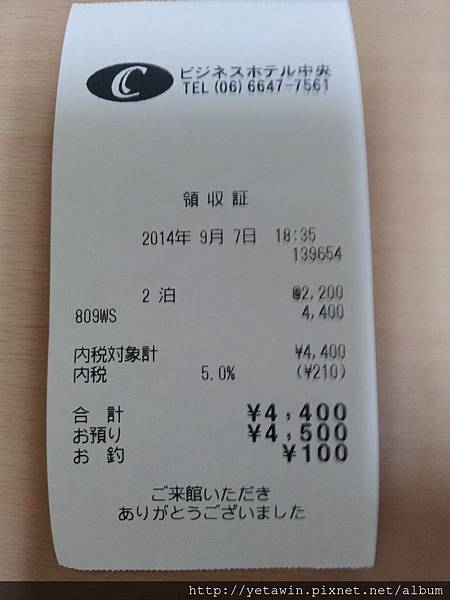 C ビジネスホテル中央
TEL (06) 6647-7561
領収証
2014年 9月 7日 18:35
139654
2 泊 @2,200
809WS 4,400
内税対象計 ¥4,400
内税 5.0% (¥210)
合 計 ¥4,400
お預り ¥4,500
お 釣 ¥100
ご来館いただき
ありがとうございました
http://yetawin.pixnet.net/album